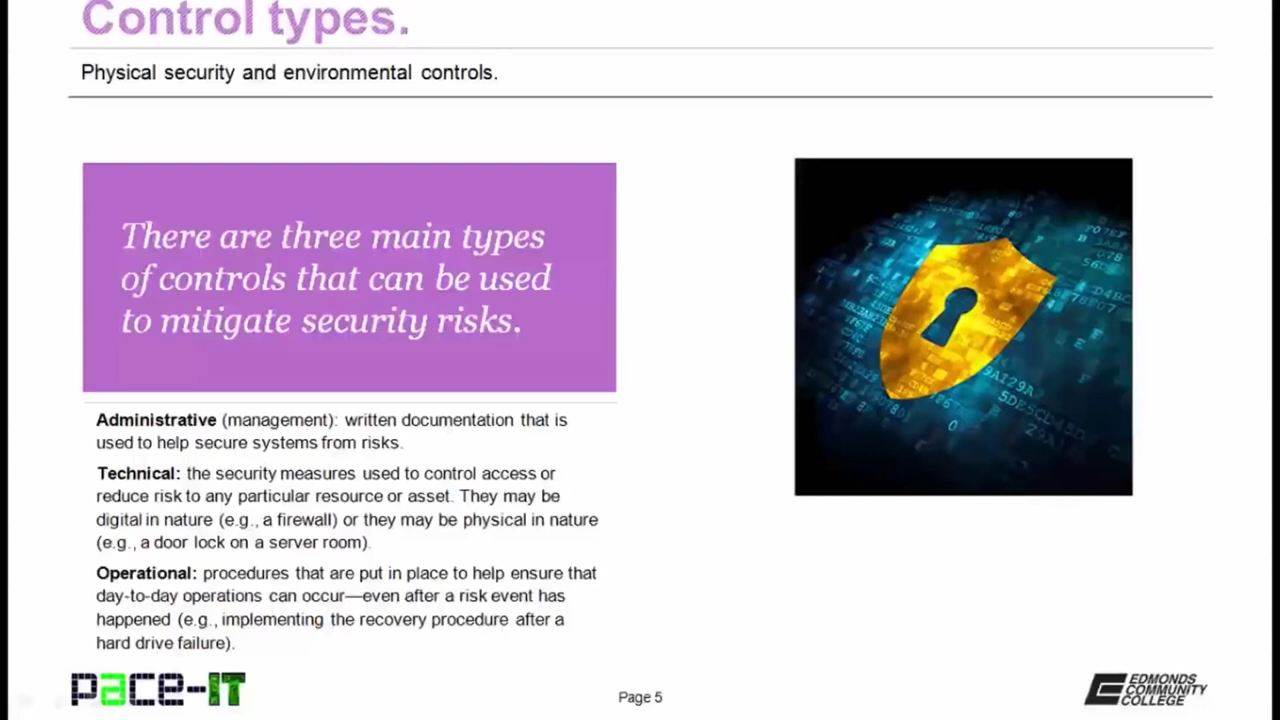 Control types.
Physical security and environmental controls.
There are three main types
of controls that can be used
to mitigate security risks.
Administrative (management): written documentation that is
used to help secure systems from risks.
Technical: the security measures used to control access or
reduce risk to any particular resource or asset. They may be
digital in nature (e.g., a firewall) or they may be physical in nature
(e.g., a door lock on a server room).
Operational: procedures that are put in place to help ensure that
day-to-day operations can occur—even after a risk event has
happened (e.g., implementing the recovery procedure after a
hard drive failure).
pace-IT
Page 5
EDMONDS
COMMUNITY
COLLEGE